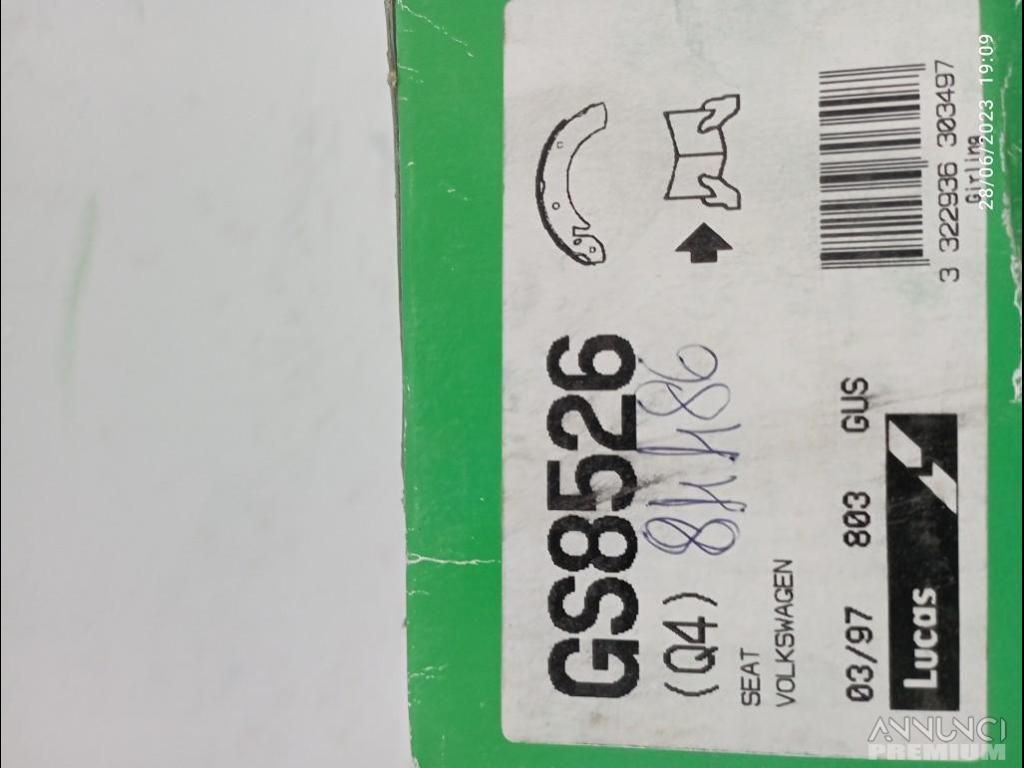 GS8526
(Q4)
SEAT
VOLKSWAGEN
03/97 803 GUS
Lucas
3 322936 303497
Girling
28/06/2023 19:09
ANNUNCI
PREMIUM